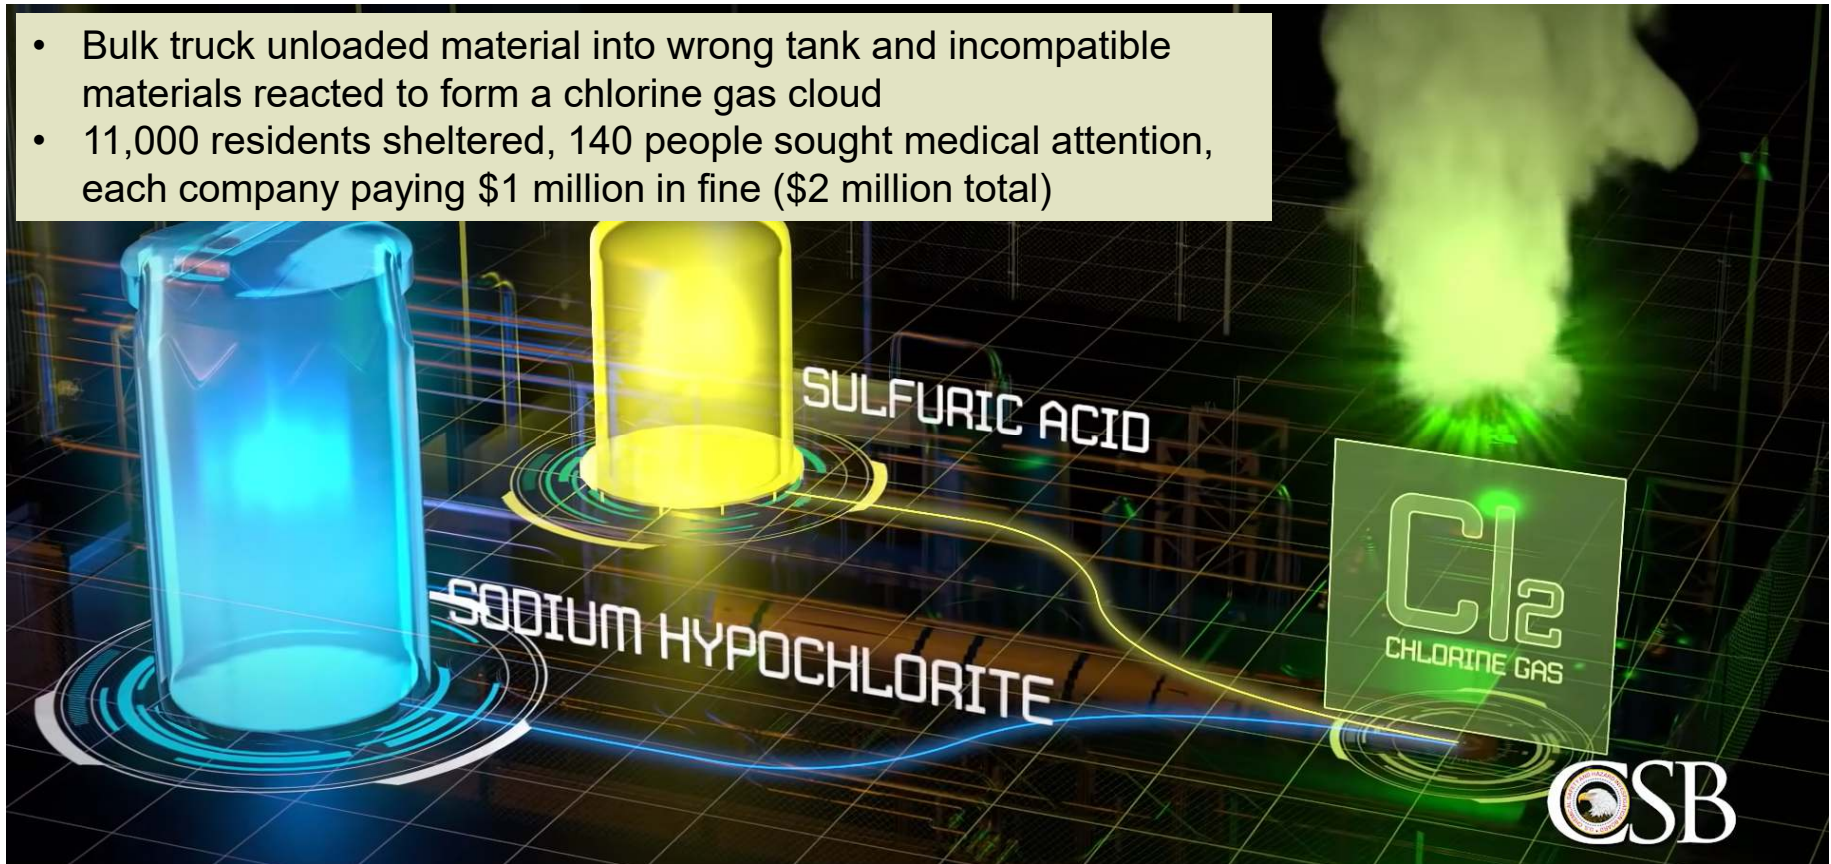 • Bulk truck unloaded material into wrong tank and incompatible
materials reacted to form a chlorine gas cloud
• 11,000 residents sheltered, 140 people sought medical attention,
each company paying $1 million in fine ($2 million total)
SULFURIC ACID
SODIUM HYPOCHLORITE
Cl2
CHLORINE GAS
CSB